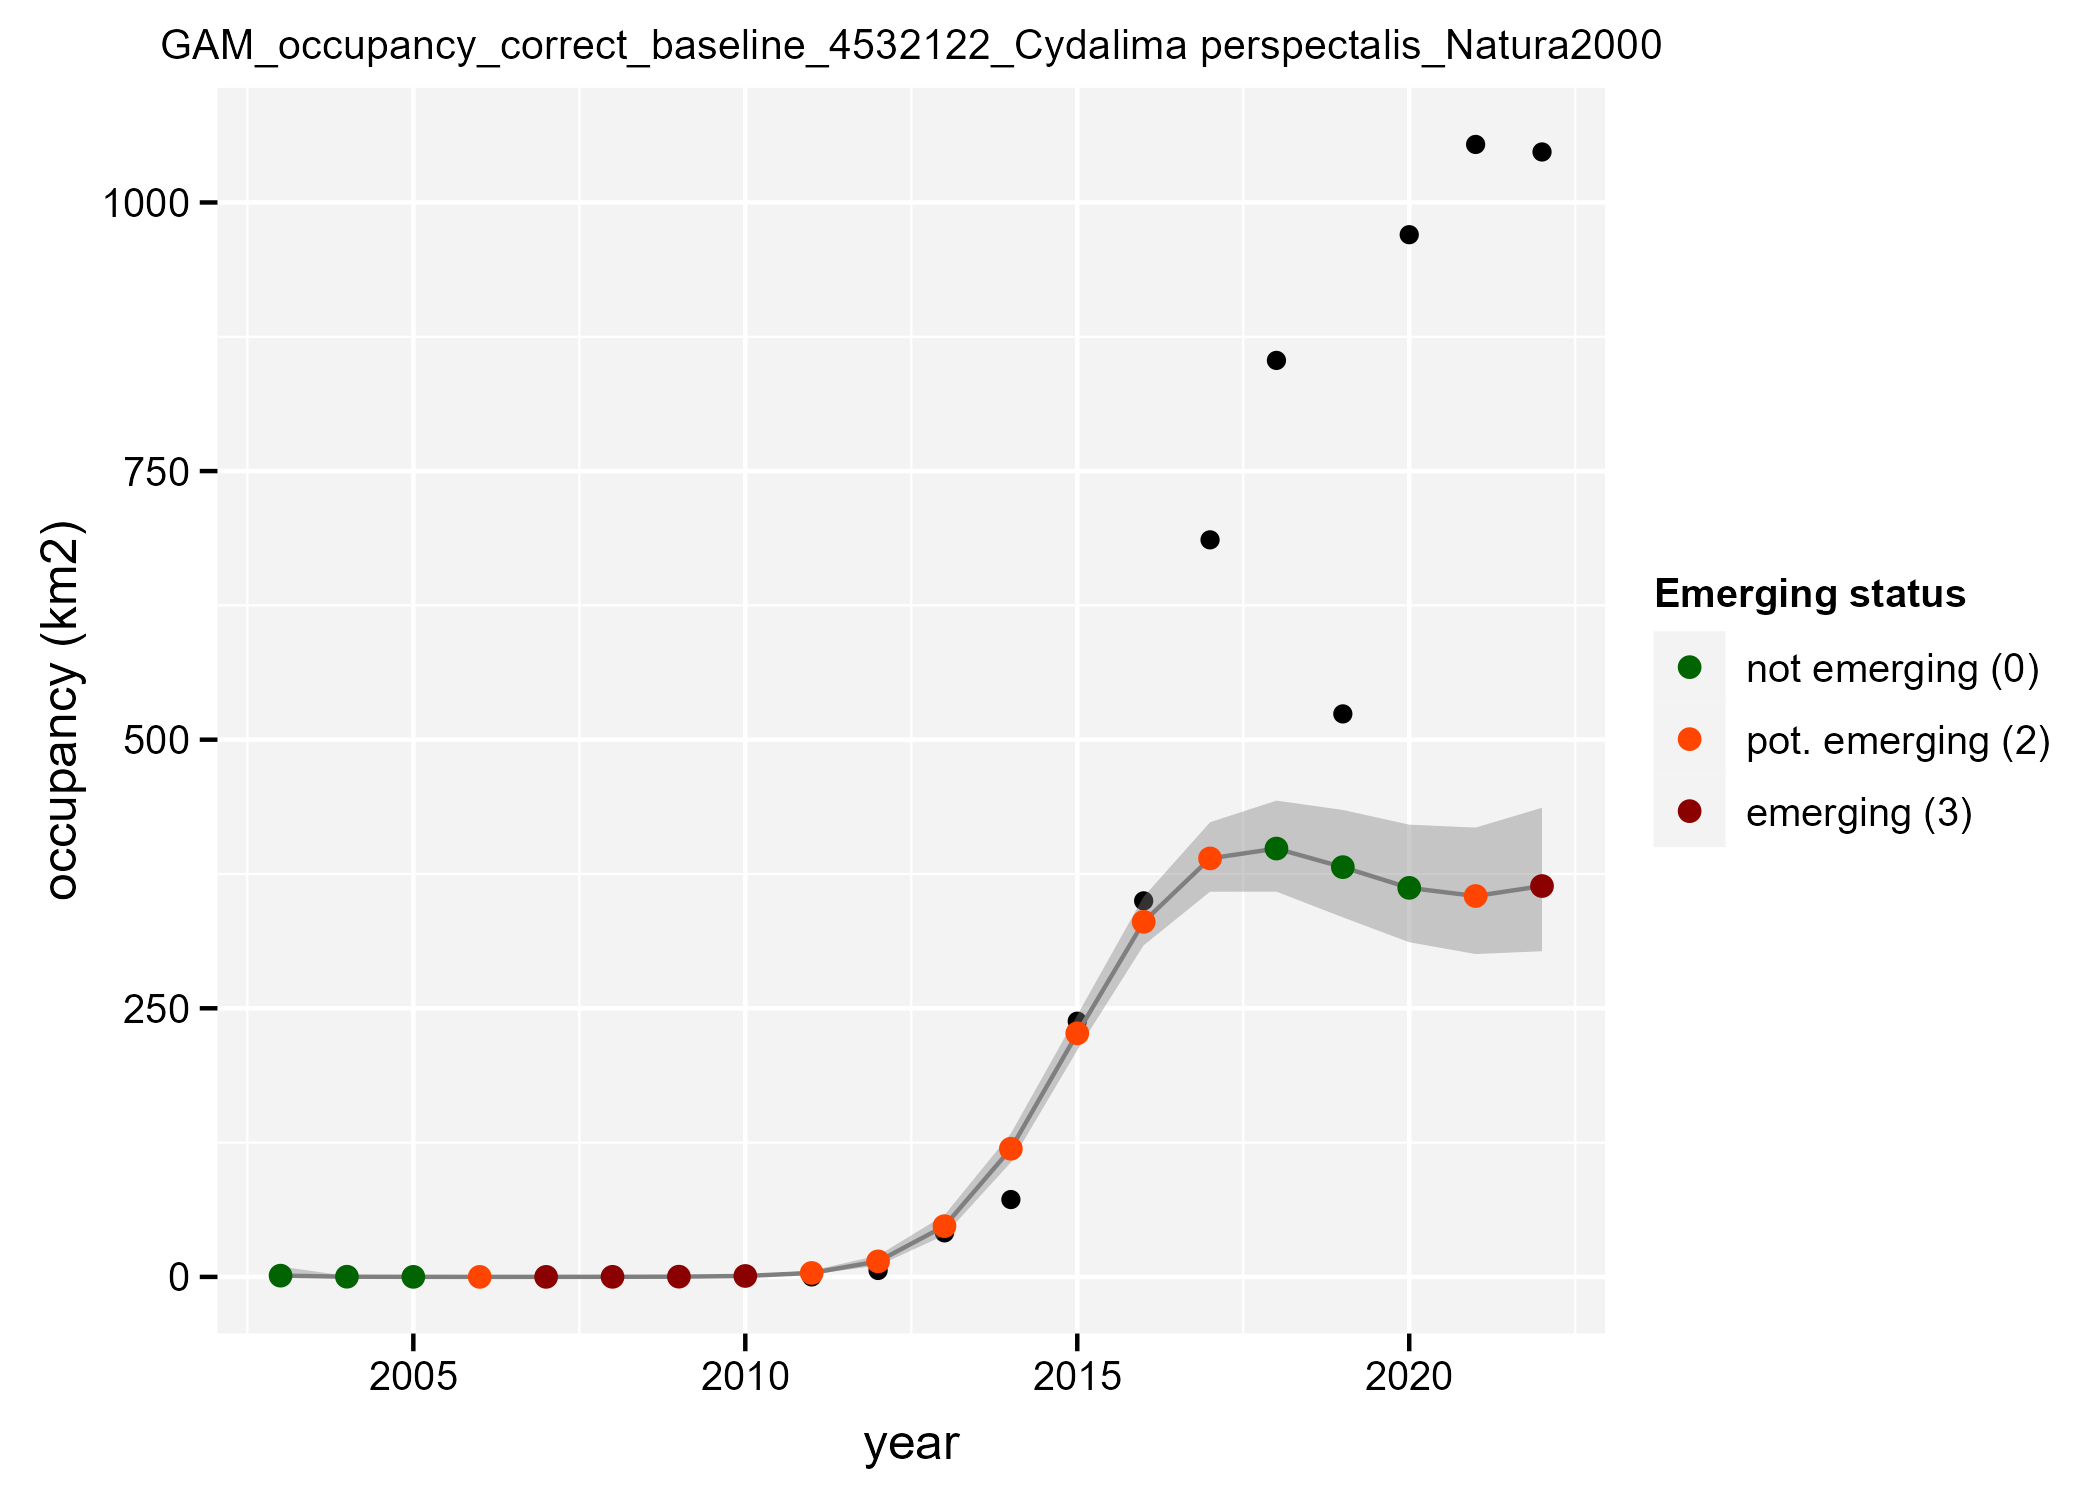 GAM_occupancy_correct_baseline_4532122_Cydalima perspectalis_Natura2000
occupancy (km2)
1000
750
500
250
0
2005
2010
2015
2020
year
Emerging status
not emerging (0)
pot. emerging (2)
emerging (3)